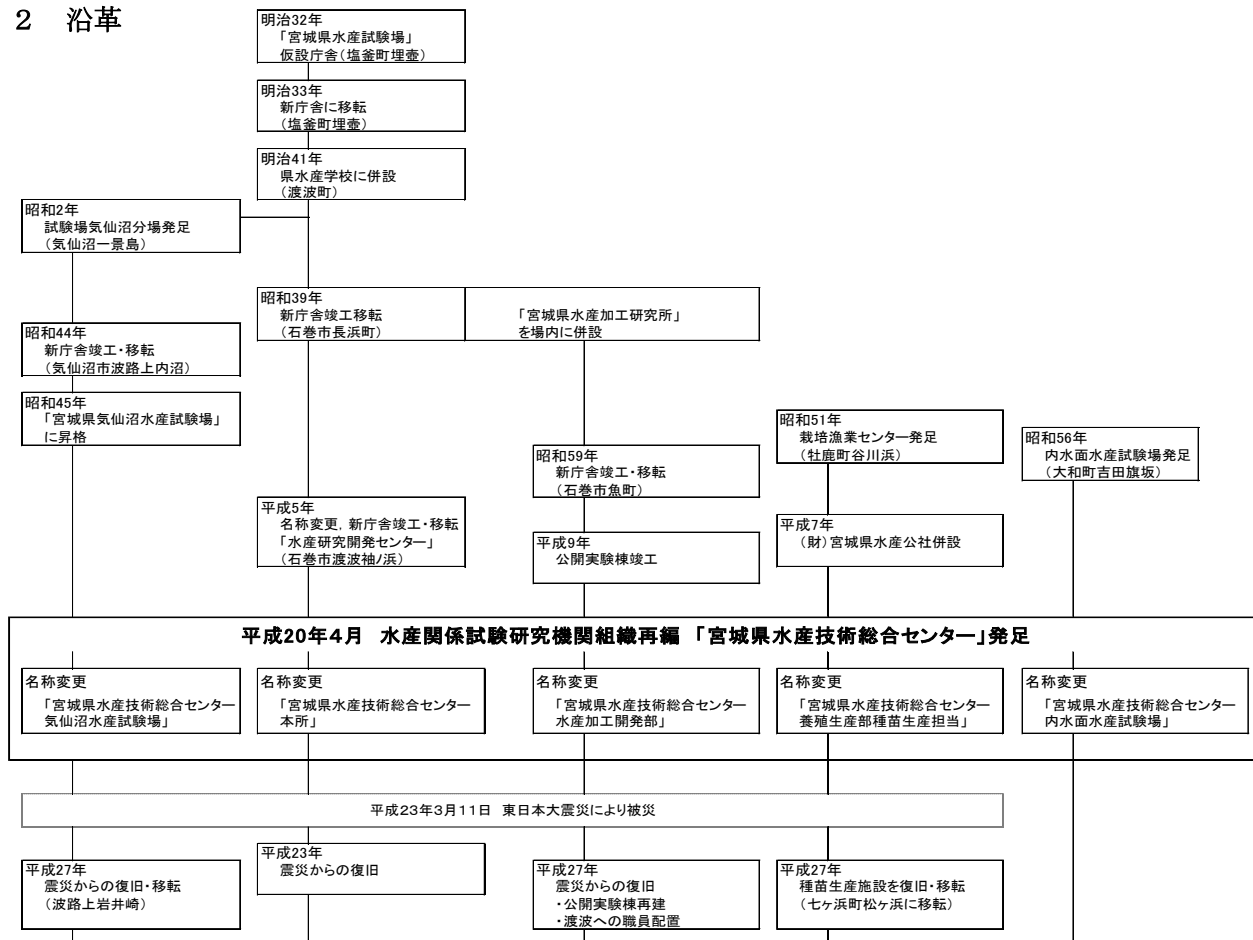 2 沿革
明治32年
「宮城県水産試験場」
仮設庁舎(塩釜町埋壺)
明治33年
新庁舎に移転
(塩釜町埋壺)
明治41年
県水産学校に併設
(渡波町)
昭和2年
試験場気仙沼分場発足
(気仙沼一景島)
昭和39年
新庁舎竣工移転
(石巻市長浜町)
「宮城県水産加工研究所」
を場内に併設
昭和44年
新庁舎竣工・移転
(気仙沼市波路上内沼)
昭和45年
「宮城県気仙沼水産試験場」
に昇格
昭和51年
栽培漁業センター発足
(牡鹿町谷川浜)
昭和56年
内水面水産試験場発足
(大和町吉田旗坂)
昭和59年
新庁舎竣工・移転
(石巻市魚町)
平成5年
名称変更, 新庁舎竣工・移転
「水産研究開発センター」
(石巻市渡波袖ノ浜)
平成7年
(財)宮城県水産公社併設
平成9年
公開実験棟竣工
平成20年4月 水産関係試験研究機関組織再編 「宮城県水産技術総合センター」発足
名称変更
「宮城県水産技術総合センター
気仙沼水産試験場」
名称変更
「宮城県水産技術総合センター
本所」
名称変更
「宮城県水産技術総合センター
水産加工開発部」
名称変更
「宮城県水産技術総合センター
養殖生産部種苗生産担当」
名称変更
「宮城県水産技術総合センター
内水面水産試験場」
平成23年3月11日 東日本大震災により被災
平成27年
震災からの復旧・移転
(波路上岩井崎)
平成23年
震災からの復旧
平成27年
震災からの復旧
・公開実験棟再建
・渡波への職員配置
平成27年
種苗生産施設を復旧・移転
(七ヶ浜町松ヶ浜に移転)